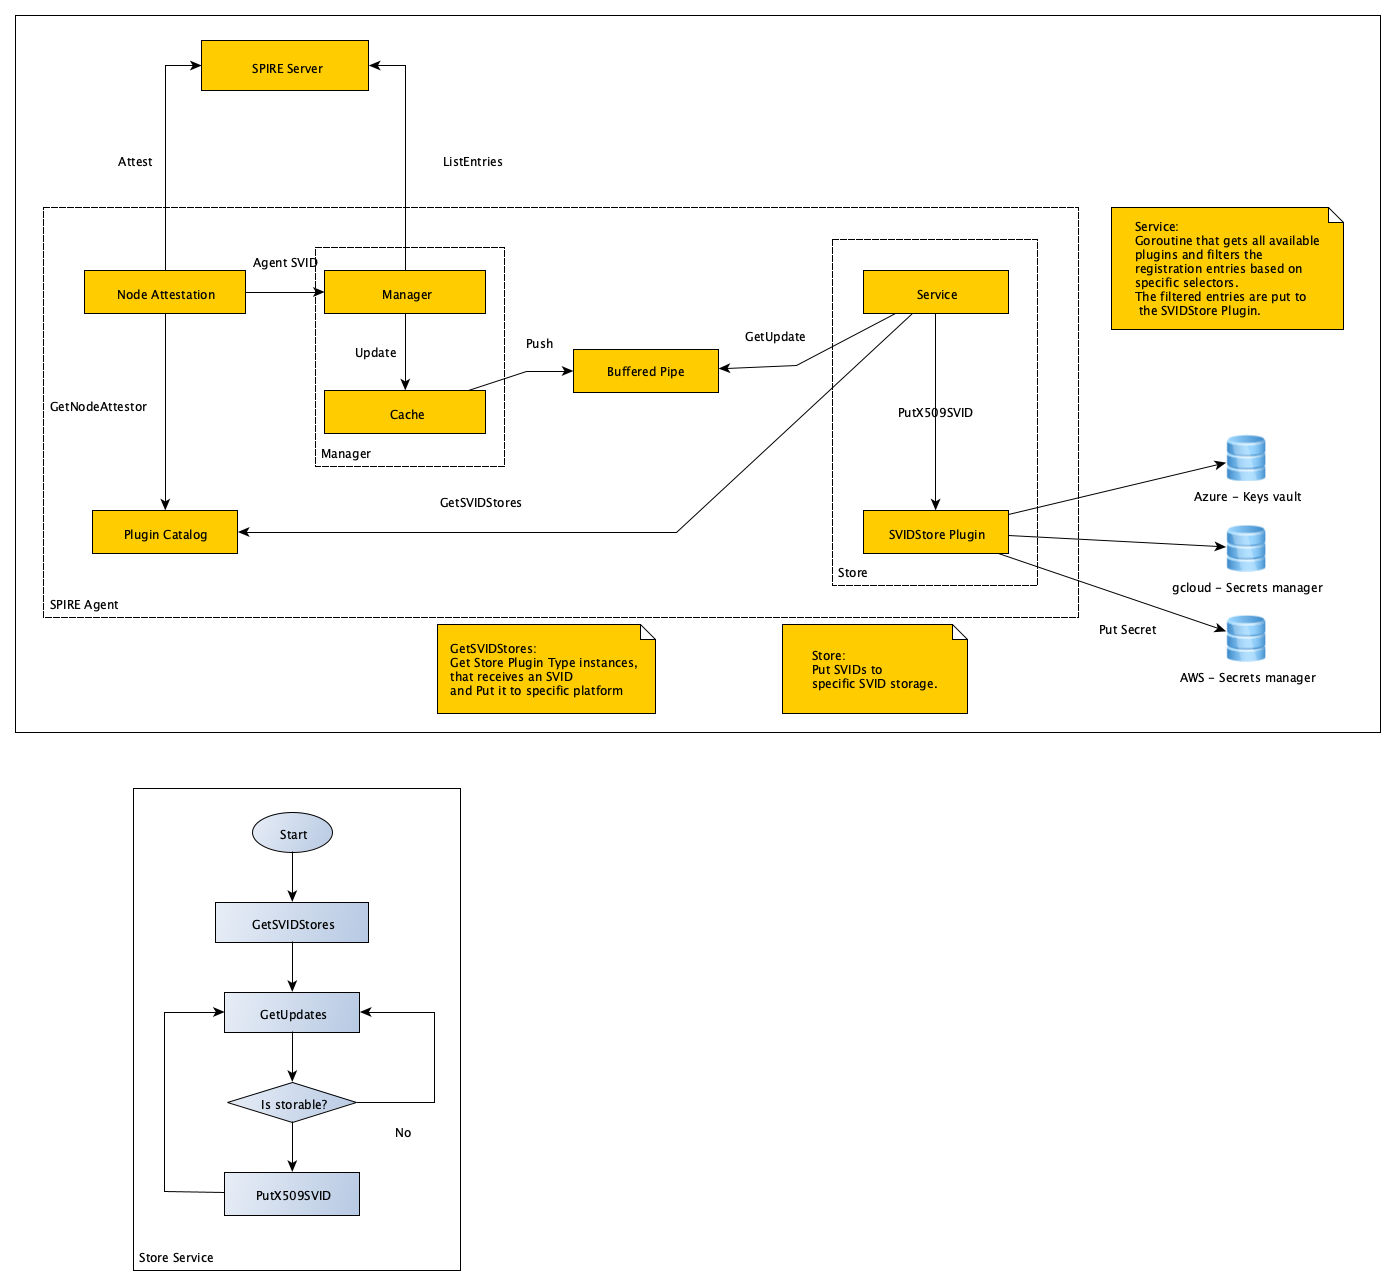 SPIRE Server
Attest
ListEntries
Service:
Goroutine that gets all available
plugins and filters the
registration entries based on
specific selectors.
The filtered entries are put to
the SVIDStore Plugin.
Agent SVID
Node Attestation
Manager
Service
GetUpdate
Push
Update
Buffered Pipe
GetNodeAttestor
Cache
PutX509SVID
Manager
GetSVIDStores
Azure - Keys vault
Plugin Catalog
SVIDStore Plugin
Store
gcloud - Secrets manager
SPIRE Agent
Put Secret
GetSVIDStores:
Get Store Plugin Type instances,
that receives an SVID
and Put it to specific platform
Store:
Put SVIDs to
specific SVID storage.
AWS - Secrets manager
Start
GetSVIDStores
GetUpdates
Is storable?
No
PutX509SVID
Store Service